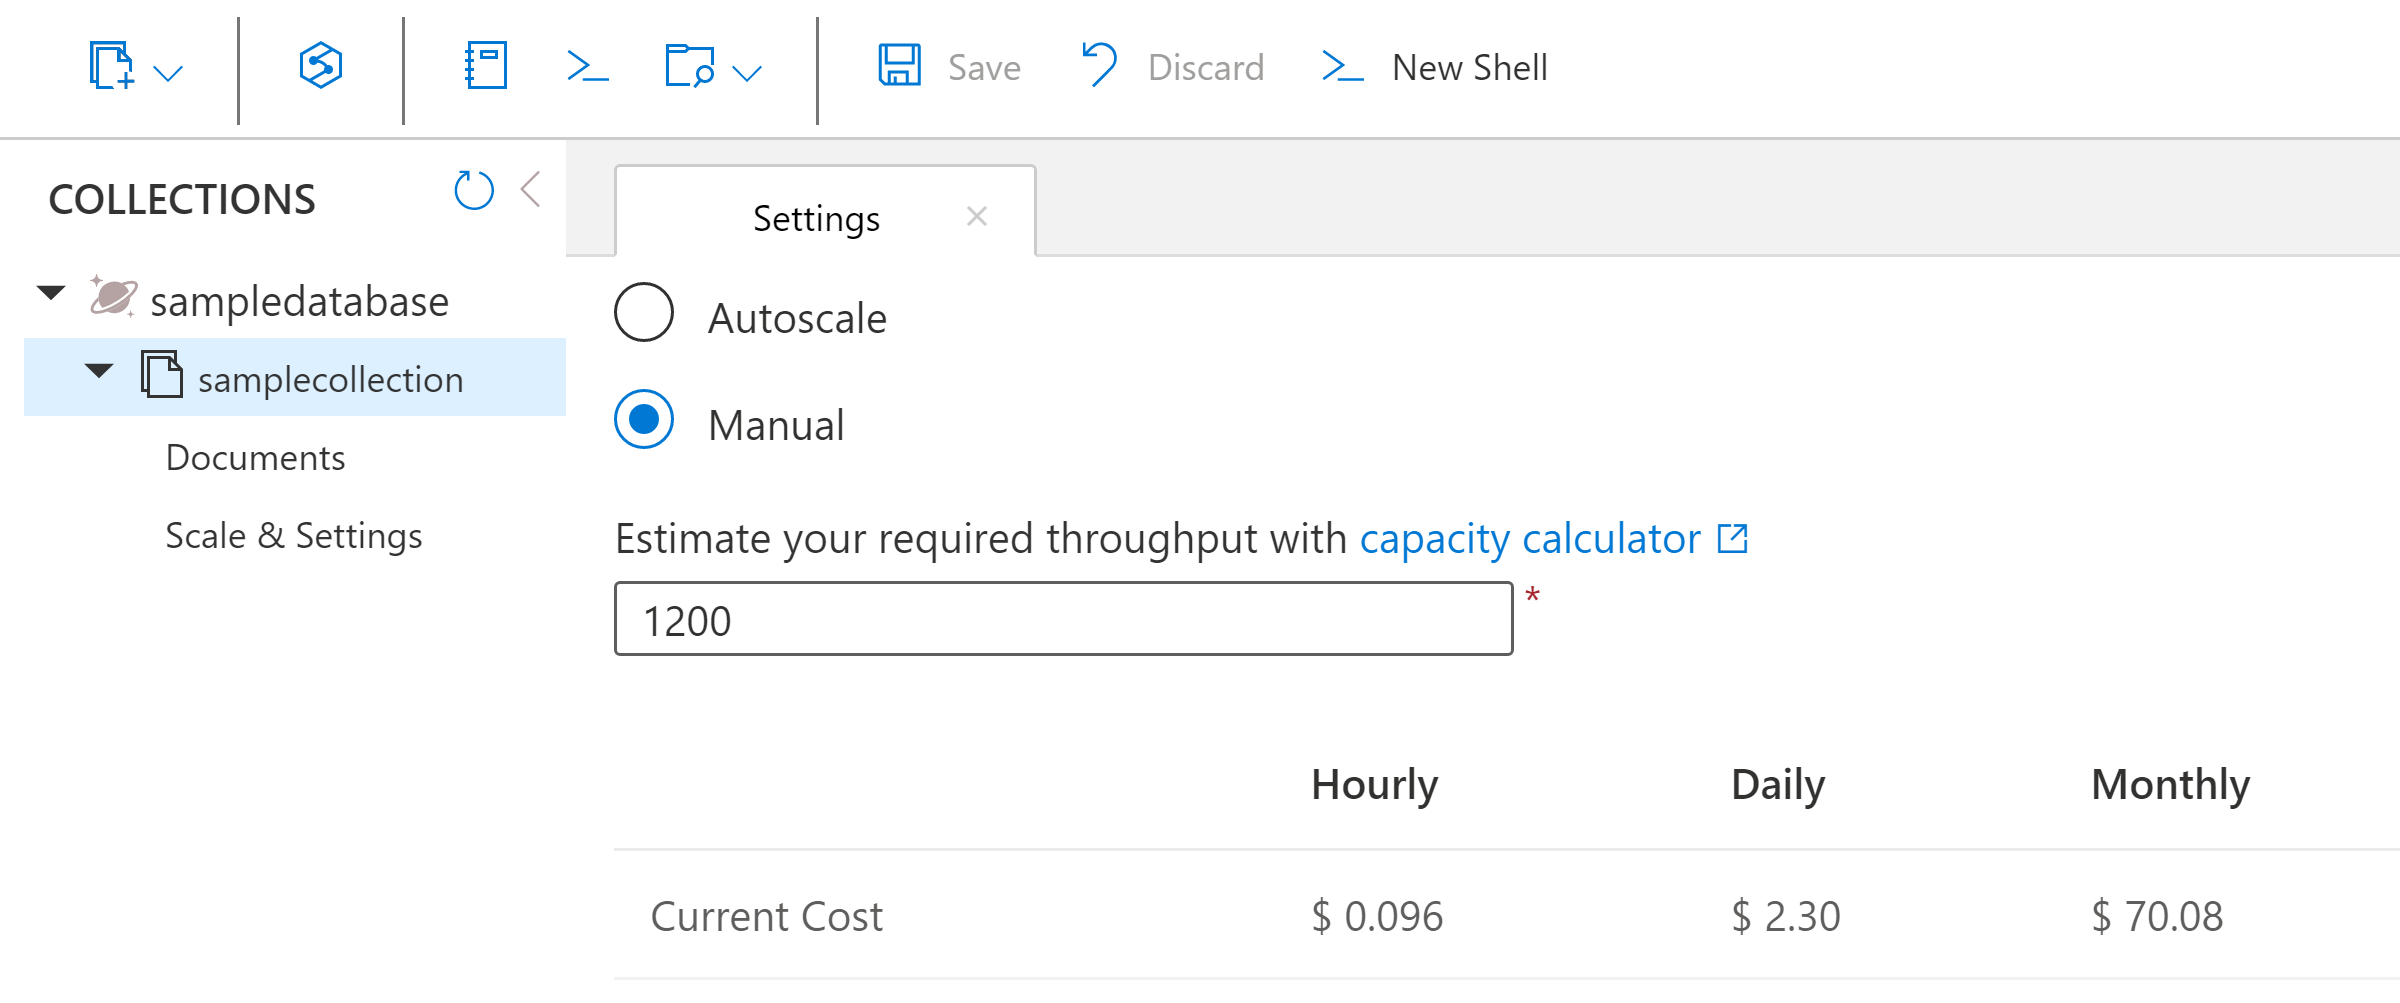 Save Discard New Shell
COLLECTIONS
sampledatabase
samplecollection
Documents
Scale & Settings
Settings
Autoscale
Manual
Estimate your required throughput with capacity calculator
1200 *
Hourly Daily Monthly
Current Cost $ 0.096 $ 2.30 $ 70.08